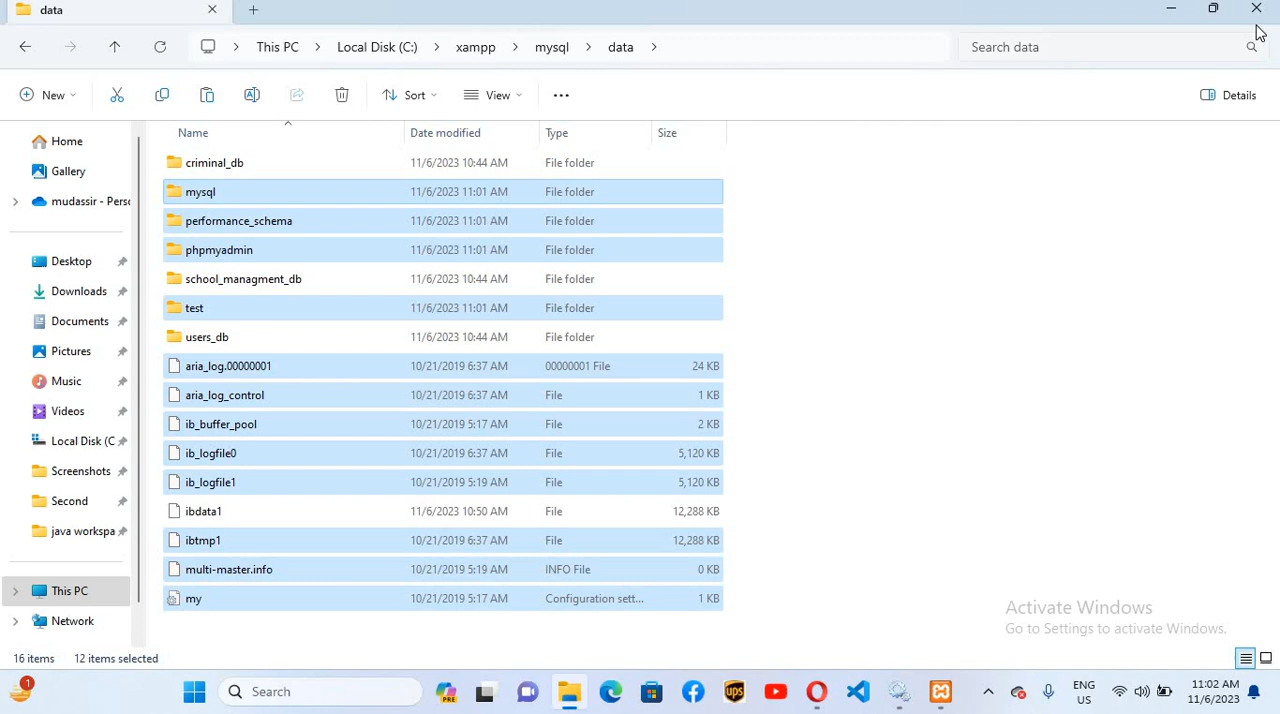 data
This PC
Local Disk (C:)
xampp
mysql
data
Search data
New
Sort
View
Details
Name
Date modified
Type
Size
Home
Gallery
mudassir - Perso
Desktop
Downloads
Documents
Pictures
Music
Videos
Local Disk (C
Screenshots
Second
java workspa
This PC
Network
criminal_db 11/6/2023 10:44 AM File folder
mysql 11/6/2023 11:01 AM File folder
performance_schema 11/6/2023 11:01 AM File folder
phpmyadmin 11/6/2023 11:01 AM File folder
school_managment_db 11/6/2023 10:44 AM File folder
test 11/6/2023 11:01 AM File folder
users_db 11/6/2023 10:44 AM File folder
aria_log.00000001 10/21/2019 6:37 AM 00000001 File 24 KB
aria_log_control 10/21/2019 6:37 AM File 1 KB
ib_buffer_pool 10/21/2019 5:17 AM File 2 KB
ib_logfile0 10/21/2019 6:37 AM File 5,120 KB
ib_logfile1 10/21/2019 5:19 AM File 5,120 KB
ibdata1 11/6/2023 10:50 AM File 12,288 KB
ibtmp1 10/21/2019 6:37 AM File 12,288 KB
multi-master.info 10/21/2019 5:19 AM INFO File 0 KB
my 10/21/2019 5:17 AM Configuration sett... 1 KB
Activate Windows
Go to Settings to activate Windows.
16 items 12 items selected
1
Search
PRE
ups
ENG
US
11:02 AM
11/6/2023